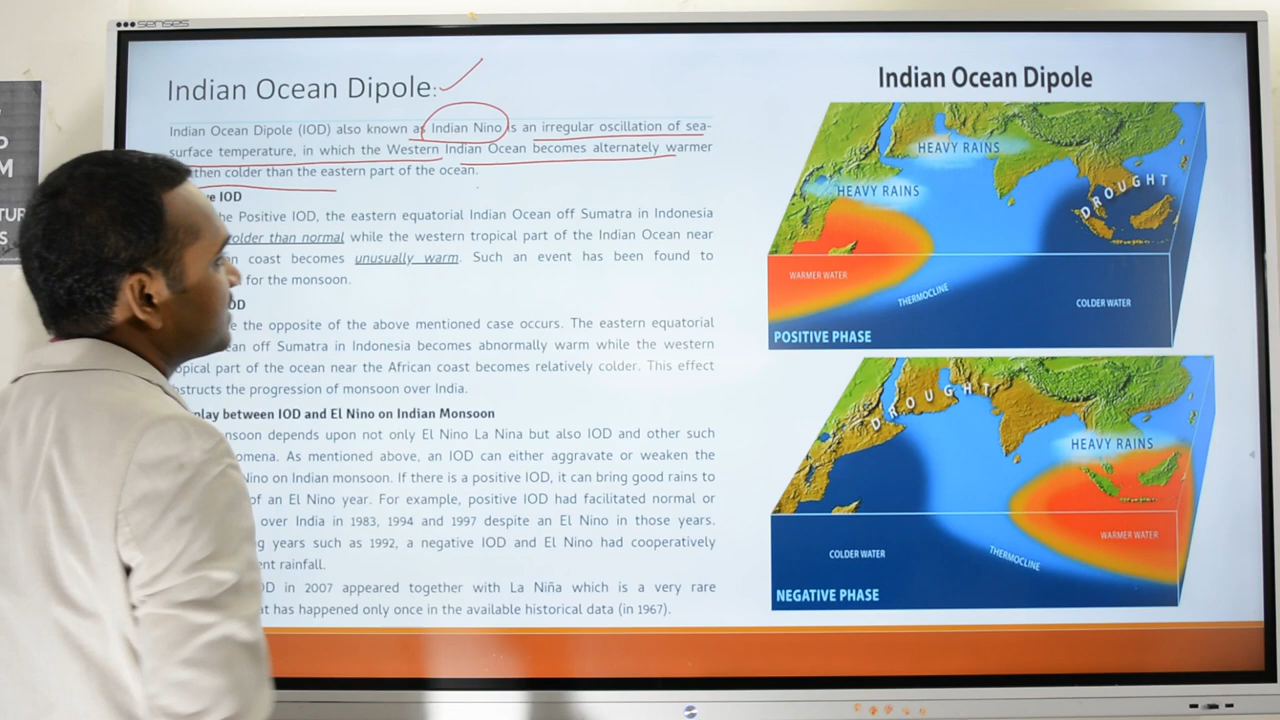 senses
Indian Ocean Dipole:
Indian Ocean Dipole (IOD) also known as Indian Nino is an irregular oscillation of sea-
surface temperature, in which the Western Indian Ocean becomes alternately warmer
then colder than the eastern part of the ocean.
IOD
Positive IOD, the eastern equatorial Indian Ocean off Sumatra in Indonesia
colder than normal while the western tropical part of the Indian Ocean near
coast becomes unusually warm. Such an event has been found to
for the monsoon.
the opposite of the above mentioned case occurs. The eastern equatorial
off Sumatra in Indonesia becomes abnormally warm while the western
tropical part of the ocean near the African coast becomes relatively colder. This effect
obstructs the progression of monsoon over India.
between IOD and El Nino on Indian Monsoon
depends upon not only El Nino La Nina but also IOD and other such
As mentioned above, an IOD can either aggravate or weaken the
Nino on Indian monsoon. If there is a positive IOD, it can bring good rains to
of an El Nino year. For example, positive IOD had facilitated normal or
over India in 1983, 1994 and 1997 despite an El Nino in those years.
years such as 1992, a negative IOD and El Nino had cooperatively
rainfall.
in 2007 appeared together with La Niña which is a very rare
has happened only once in the available historical data (in 1967).
Indian Ocean Dipole
HEAVY RAINS
HEAVY RAINS
DROUGHT
WARMER WATER
THERMOCLINE
COLDER WATER
POSITIVE PHASE
DROUGHT
HEAVY RAINS
WARMER WATER
COLDER WATER
THERMOCLINE
NEGATIVE PHASE